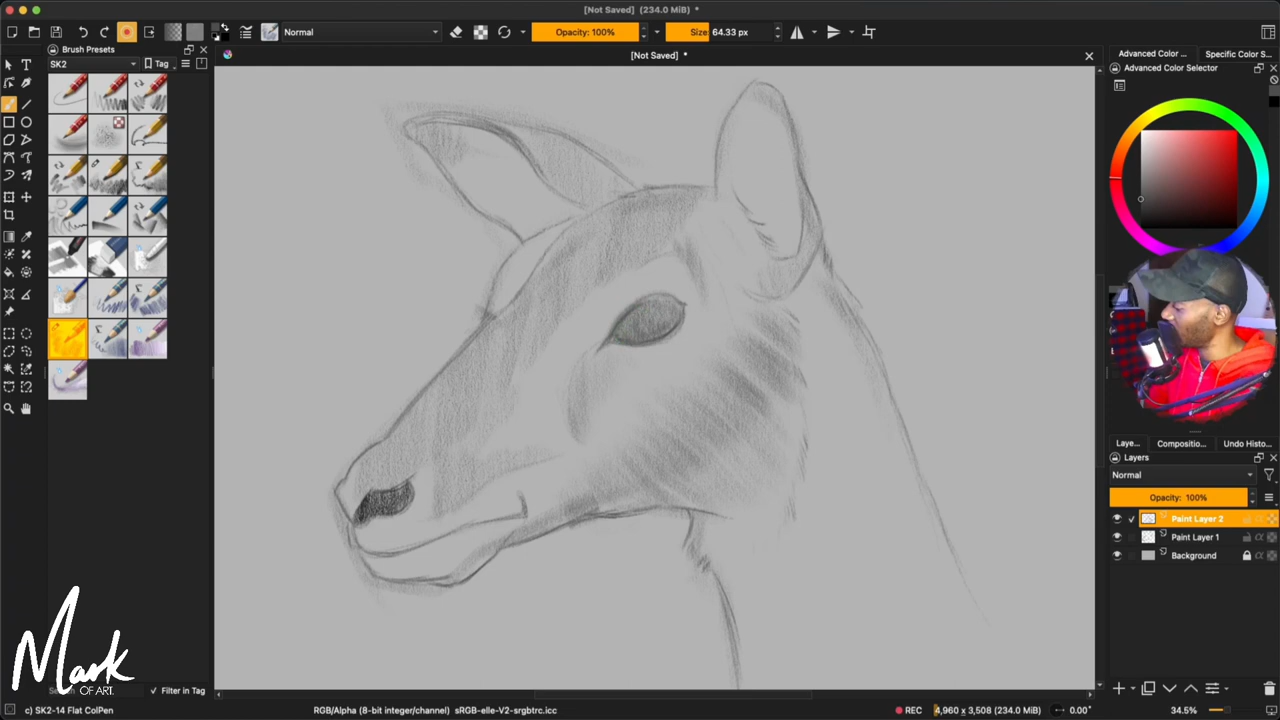 [Not Saved] (234.0 MiB) *
Normal
Opacity: 100%
Size: 64.33 px
Brush Presets
[Not Saved] *
Advanced Color ...
Specific Color S...
SK2
Tag
Advanced Color Selector
Laye...
Compositio...
Undo Histo...
Layers
Normal
Opacity: 100%
Paint Layer 2
Paint Layer 1
Background
Mark
OF ART.
Filter in Tag
c) SK2-14 Flat ColPen
RGB/Alpha (8-bit integer/channel) sRGB-elle-V2-srgbtrc.icc
REC
4,960 x 3,508 (234.0 MiB)
0.00°
34.5%